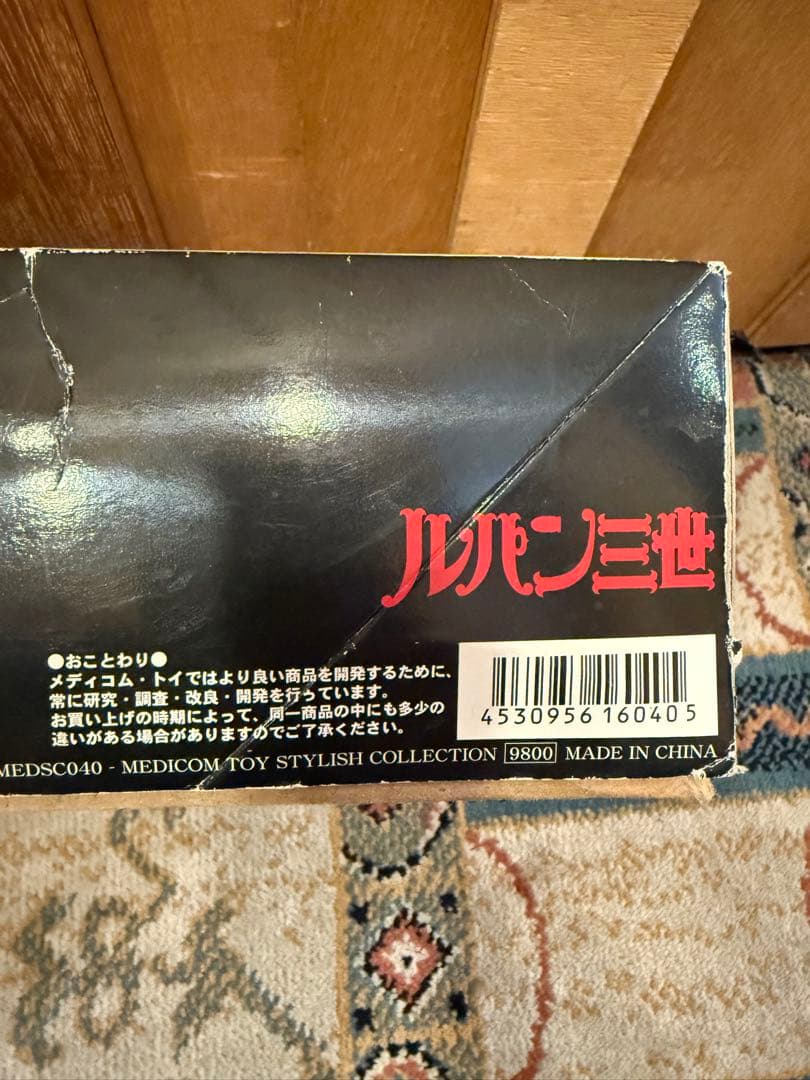 ルパン三世
●おことわり●
メディコム・トイではより良い商品を開発するために、
常に研究・調査・改良・開発を行っています。
お買い上げの時期によって、同一商品の中にも多少の
違いがある場合がありますのでご了承ください。
4530956 160405
MEDSC040 - MEDICOM TOY STYLISH COLLECTION 9800 MADE IN CHINA